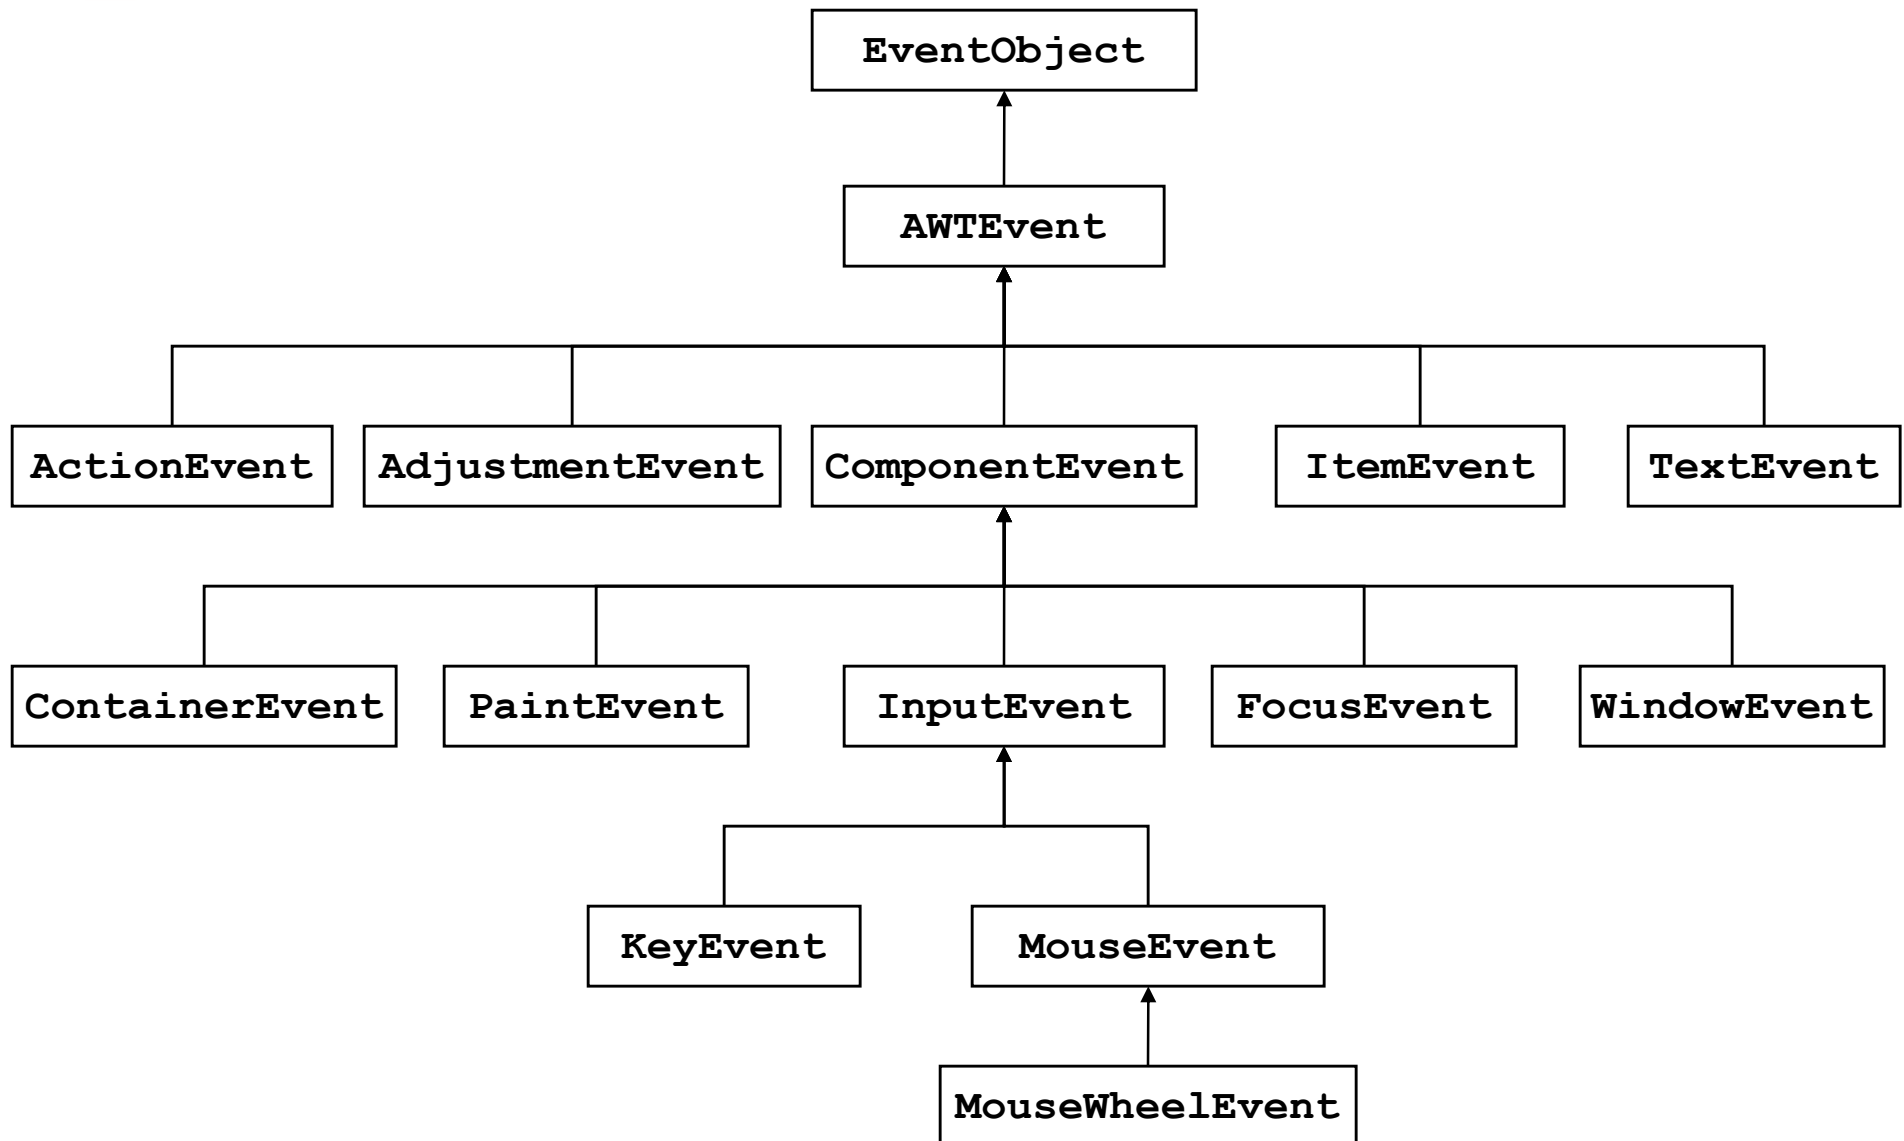 EventObject
AWTEvent
ActionEvent
AdjustmentEvent
ComponentEvent
ItemEvent
TextEvent
ContainerEvent
PaintEvent
InputEvent
FocusEvent
WindowEvent
KeyEvent
MouseEvent
MouseWheelEvent